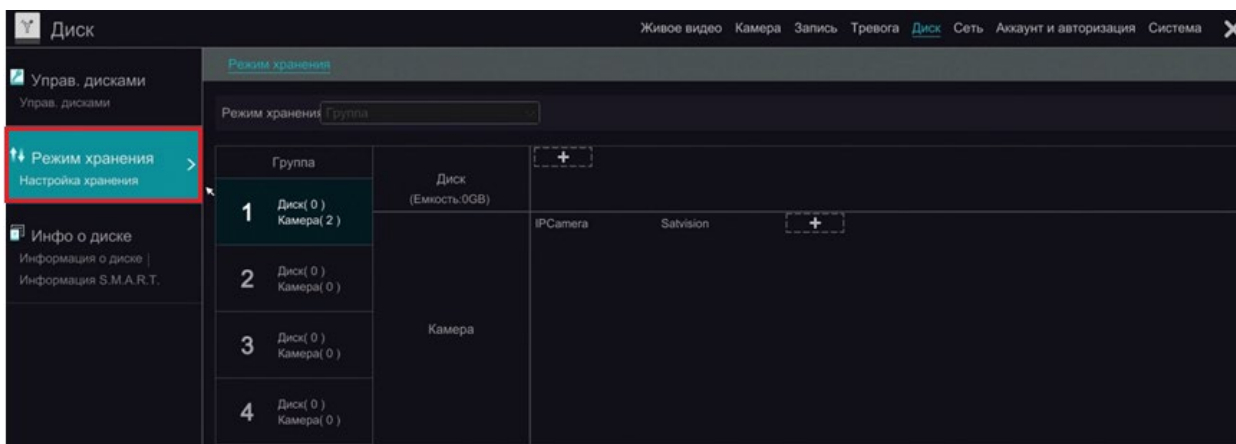 Диск
Живое видео Камера Запись Тревога Диск Сеть Аккаунт и авторизация Система
Управ. дисками
Управ. дисками
Режим хранения
Настройка хранения
Инфо о диске
Информация о диске |
Информация S.M.A.R.T.
Режим хранения
Режим хранения Группа
Группа
1 Диск( 0 )
Камера( 2 )
2 Диск( 0 )
Камера( 0 )
3 Диск( 0 )
Камера( 0 )
4 Диск( 0 )
Камера( 0 )
Диск
(Емкость:0GB)
Камера
IPCamera Satvision